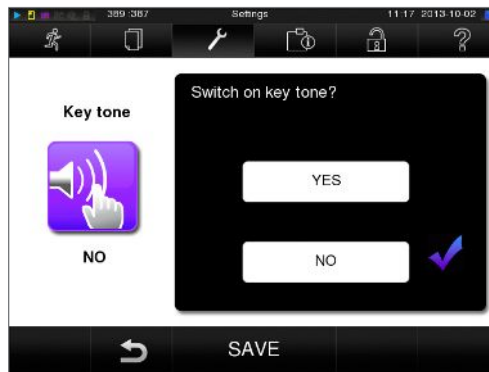 389:387 Settings 11:17 2013-10-02
Switch on key tone?
Key tone
YES
NO
NO
SAVE